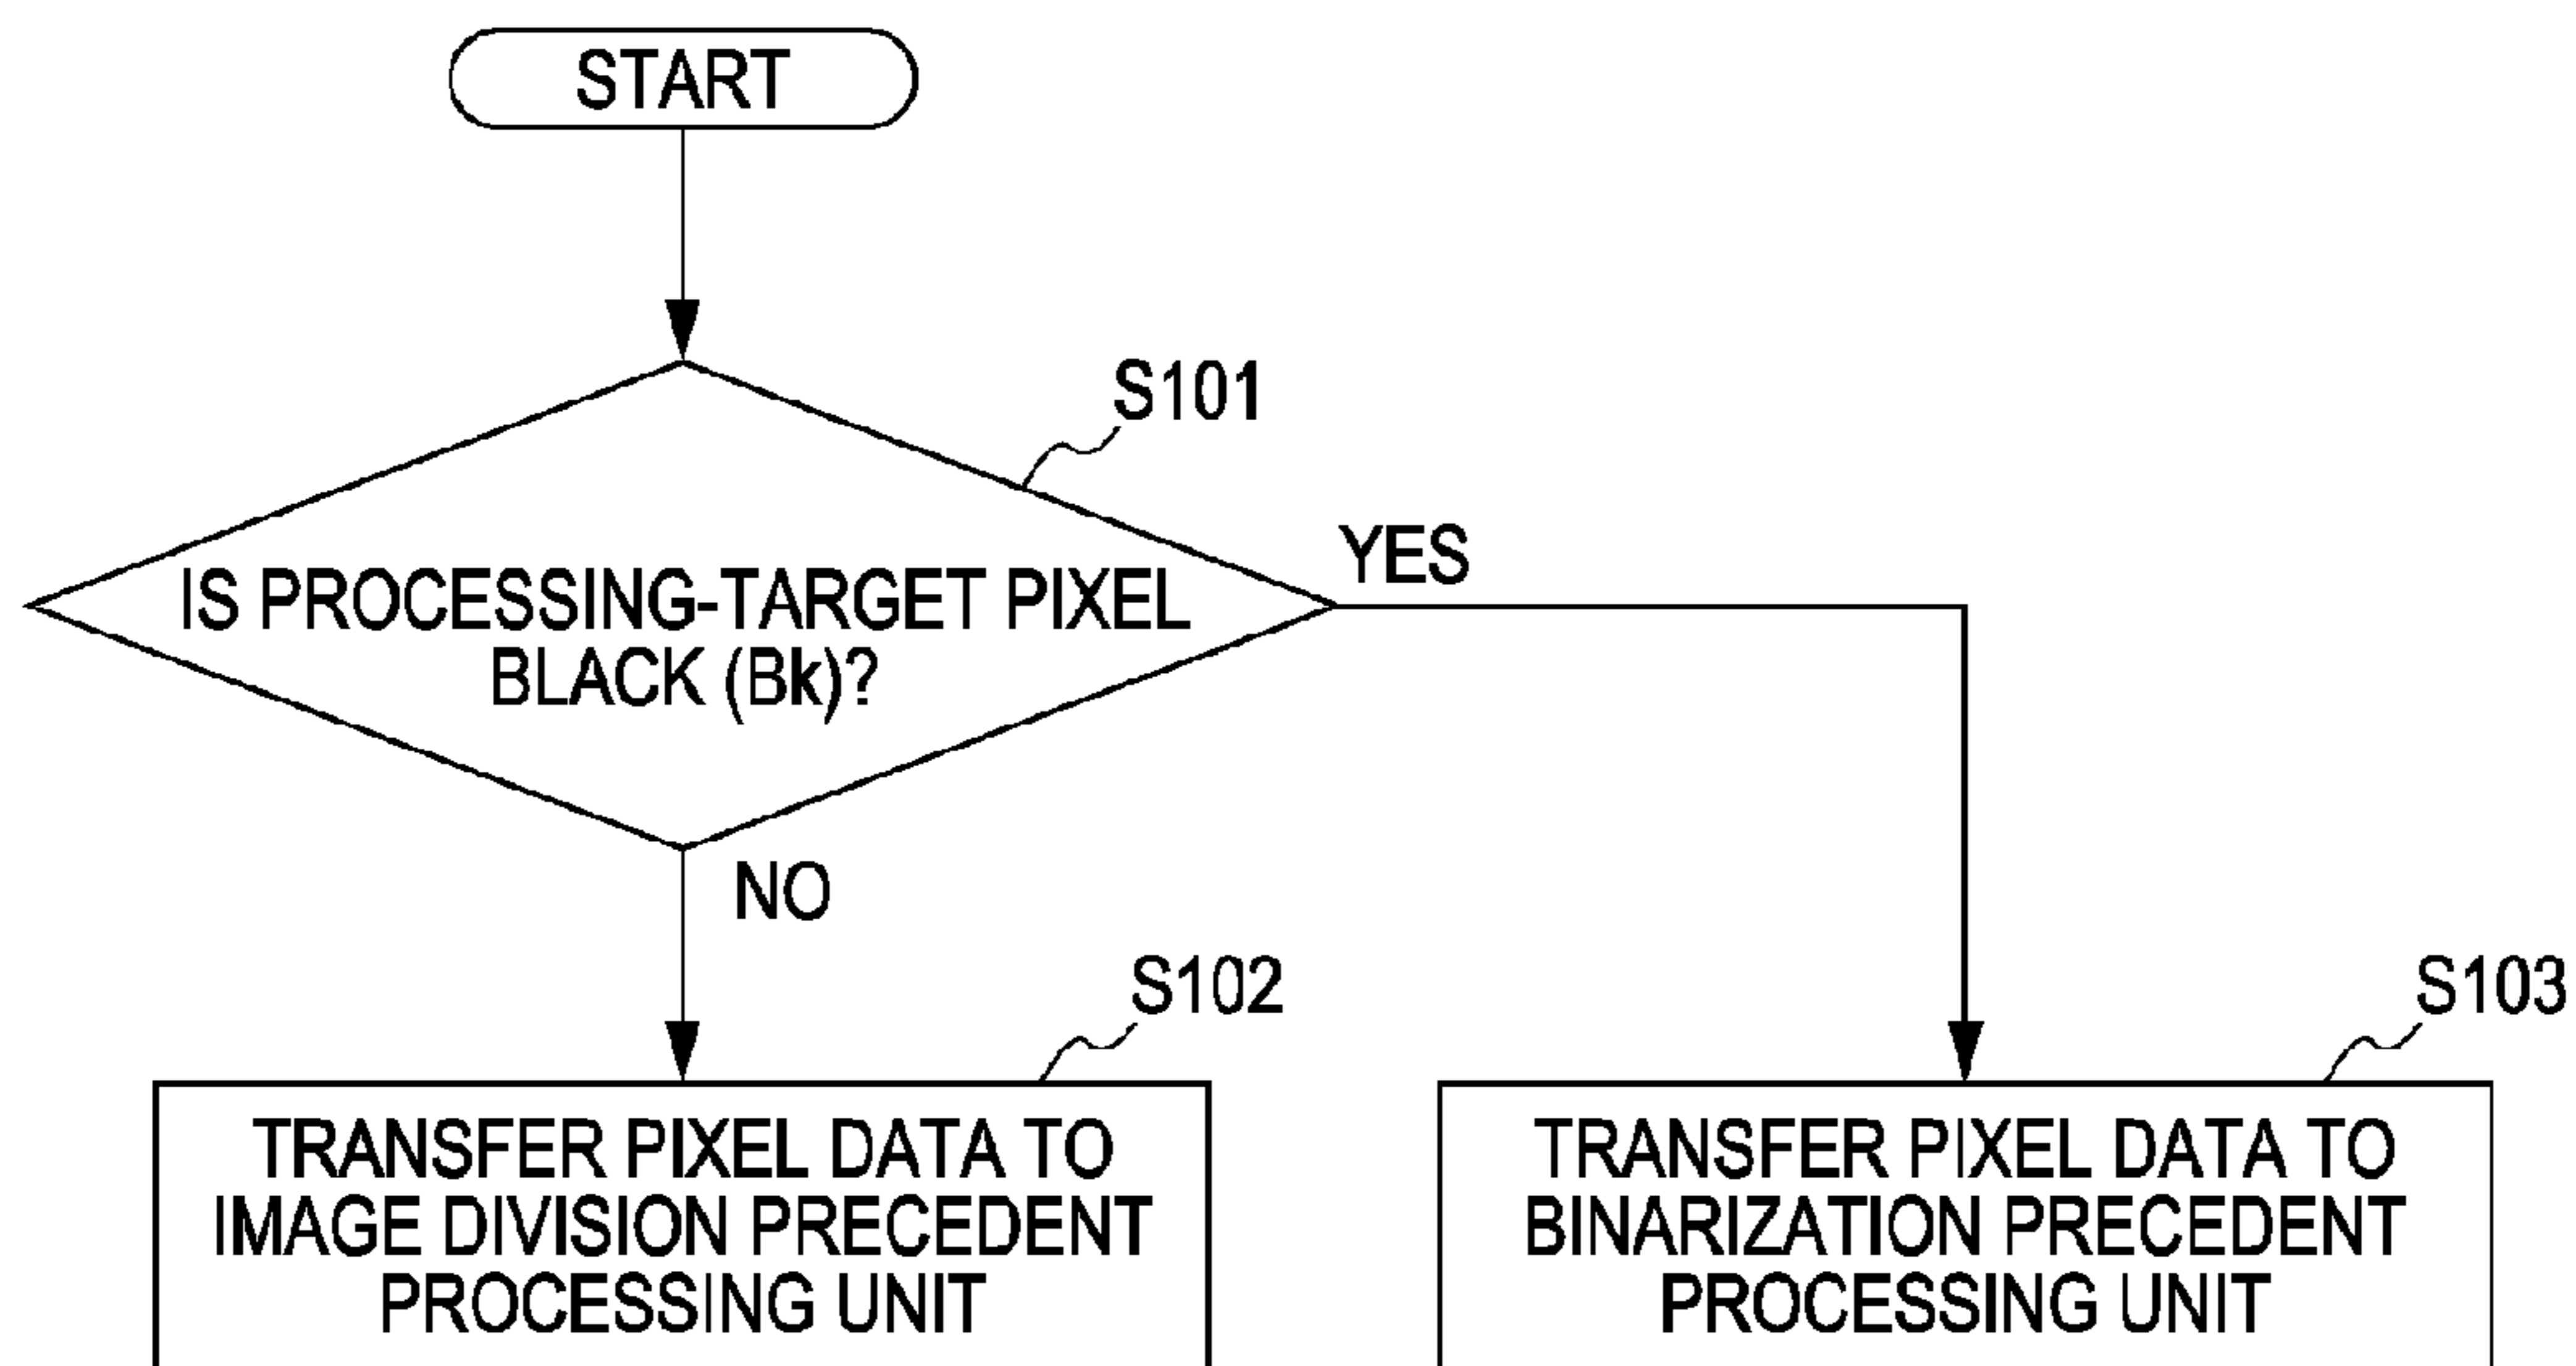 START
S101
IS PROCESSING-TARGET PIXEL
BLACK (Bk)?
YES
NO
S102
TRANSFER PIXEL DATA TO
IMAGE DIVISION PRECEDENT
PROCESSING UNIT
S103
TRANSFER PIXEL DATA TO
BINARIZATION PRECEDENT
PROCESSING UNIT